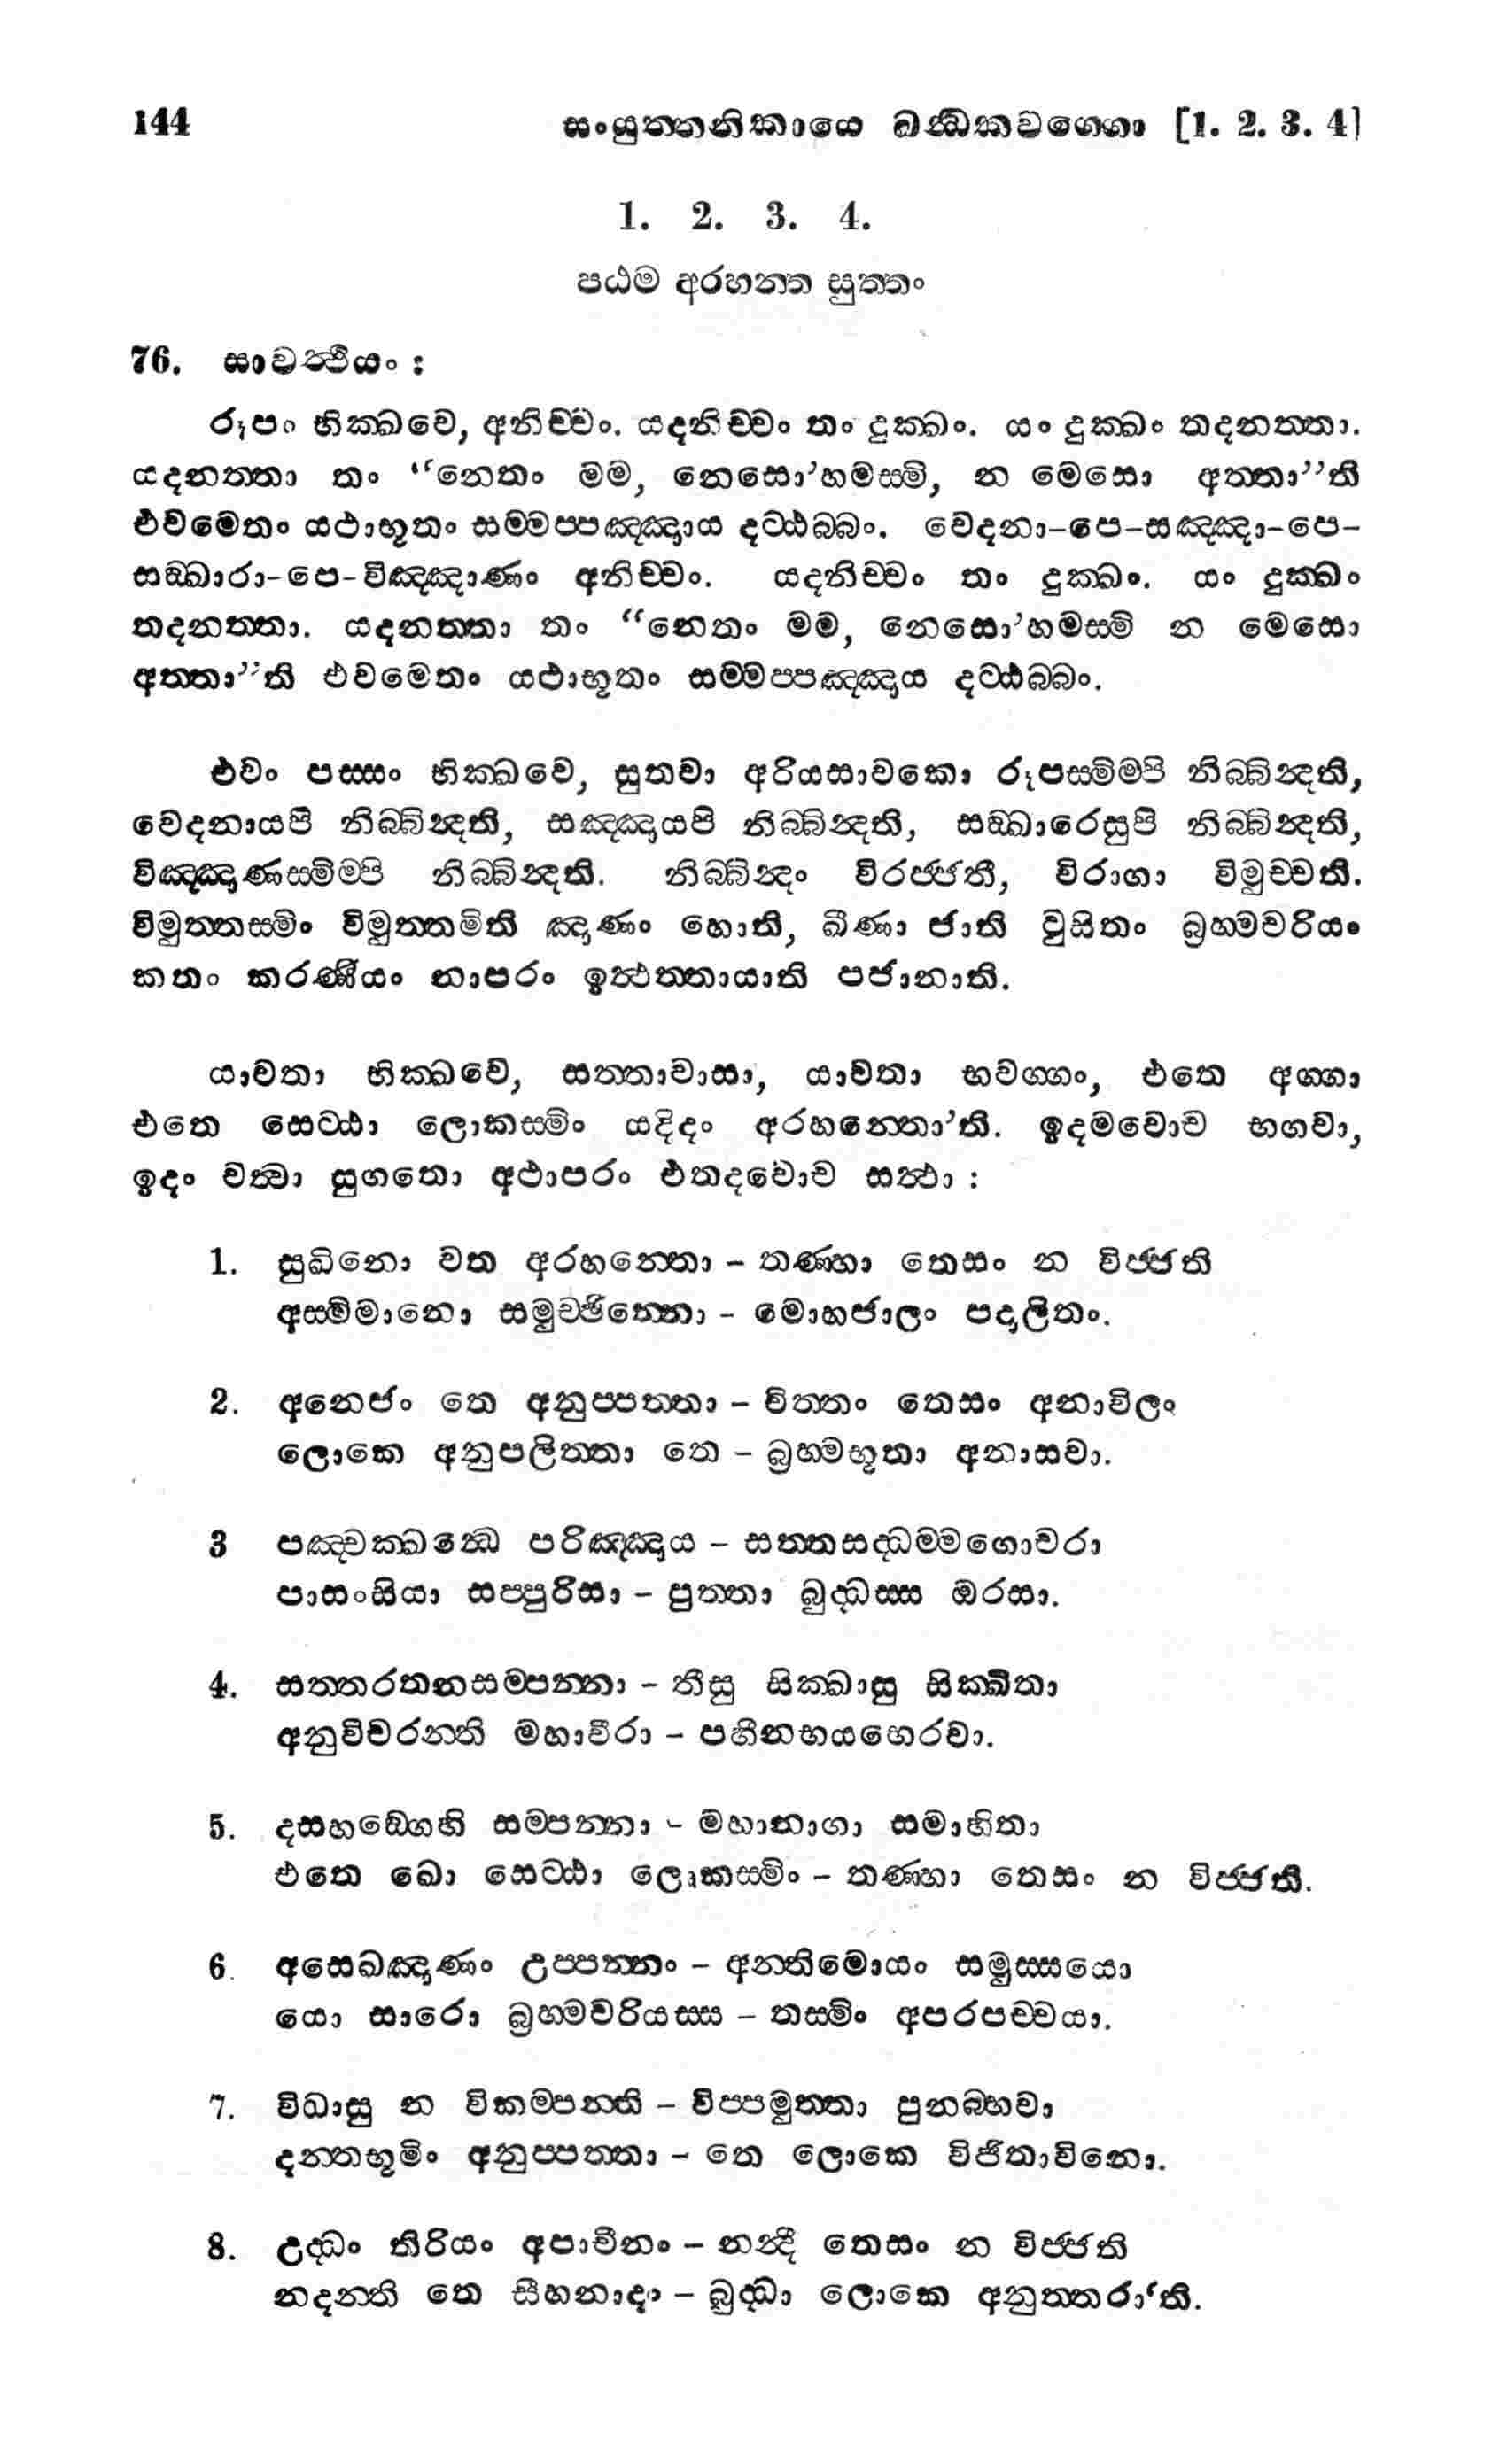 144 සංයුත්තනිකායෙ ඛන්ධකවග්ගො [1. 2. 3. 4]
1. 2. 3. 4.
පඨම අරහන්ත සුත්තං
76. සාවත්ථියං :
රූපං භික්ඛවෙ, අනිච්චං. යදනිච්චං තං දුක්ඛං. යං දුක්ඛං තදනත්තා.
යදනත්තා තං “නෙතං මම, නෙසො’හමස්මි, න මෙසො අත්තා”ති
එවමෙතං යථාභූතං සම්මප්පඤ්ඤාය දට්ඨබ්බං. වෙදනා-පෙ-සඤ්ඤා-පෙ-
සඞ්ඛාරා-පෙ-විඤ්ඤාණං අනිච්චං. යදනිච්චං තං දුක්ඛං. යං දුක්ඛං
තදනත්තා. යදනත්තා තං “නෙතං මම, නෙසො’හමස්මි න මෙසො
අත්තා”ති එවමෙතං යථාභූතං සම්මප්පඤ්ඤාය දට්ඨබ්බං.
එවං පස්සං භික්ඛවෙ, සුතවා අරියසාවකො රූපස්මිම්පි නිබ්බින්දති,
වෙදනායපි නිබ්බින්දති, සඤ්ඤායපි නිබ්බින්දති, සඞ්ඛාරෙසුපි නිබ්බින්දති,
විඤ්ඤාණස්මිම්පි නිබ්බින්දති. නිබ්බින්දං විරජ්ජති, විරාගා විමුච්චති.
විමුත්තස්මිං විමුත්තමිති ඤාණං හොති, ඛීණා ජාති වුසිතං බ්‍රහ්මචරියං
කතං කරණීයං නාපරං ඉත්ථත්තායාති පජානාති.
යාවතා භික්ඛවෙ, සත්තාවාසා, යාවතා භවග්ගං, එතෙ අග්ගා
එතෙ සෙට්ඨා ලොකස්මිං යදිදං අරහන්තො’ති. ඉදමවොච භගවා,
ඉදං වත්වා සුගතො අථාපරං එතදවොච සත්ථා :
1. සුඛිනො වත අරහන්තො – තණ්හා තෙසං න විජ්ජති
අස්මිමානො සමුච්ඡින්නො – මොහජාලං පදාලිතං.
2. අනෙජං තෙ අනුප්පත්තා – චිත්තං තෙසං අනාවිලං
ලොකෙ අනුපලිත්තා තෙ – බ්‍රහ්මභූතා අනාසවා.
3 පඤ්චක්ඛන්ධෙ පරිඤ්ඤාය – සත්තසද්ධම්මගොචරා
පාසංසියා සප්පුරිසා – පුත්තා බුද්ධස්ස ඔරසා.
4. සත්තරතනසම්පන්නා – තීසු සික්ඛාසු සික්ඛිතා
අනුවිචරන්ති මහාවීරා – පහීනභයභෙරවා.
5. දසහඞ්ගෙහි සම්පන්නා – මහානාගා සමාහිතා
එතෙ ඛො සෙට්ඨා ලොකස්මිං – තණ්හා තෙසං න විජ්ජති.
6. අසෙඛඤාණං උප්පන්නං – අන්තිමොයං සමුස්සයො
යො සාරො බ්‍රහ්මචරියස්ස – තස්මිං අපරපච්චයා.
7. විධාසු න විකම්පන්ති – විප්පමුත්තා පුනබ්භවා
දන්තභූමිං අනුප්පත්තා – තෙ ලොකෙ විජිතාවිනො.
8. උද්ධං තිරියං අපාචීනං – නන්දි තෙසං න විජ්ජති
නදන්ති තෙ සීහනාදං – බුද්ධා ලොකෙ අනුත්තරා‘ති.